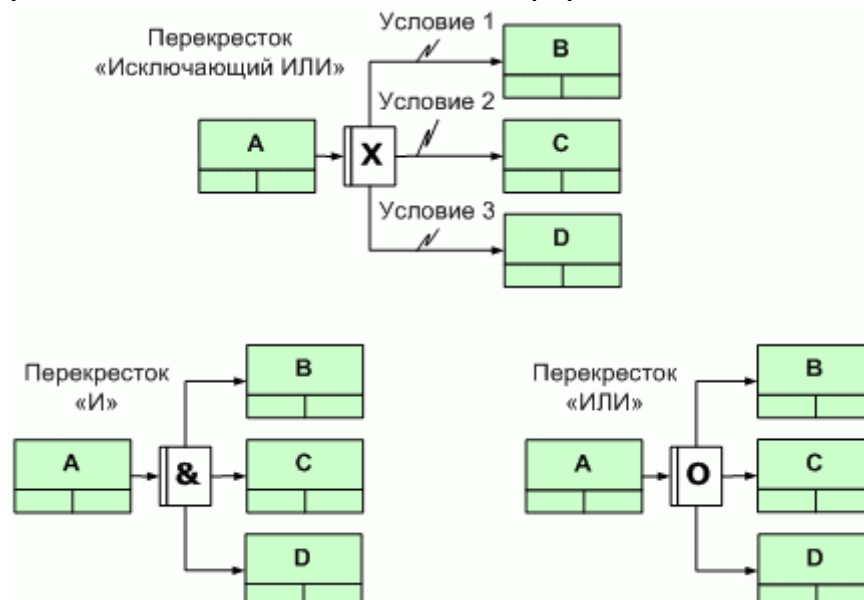 Перекресток
«Исключающий ИЛИ»
Условие 1
B
Условие 2
A
X
C
Условие 3
D
Перекресток
«И»
B
A
&
C
D
Перекресток
«ИЛИ»
B
A
O
C
D